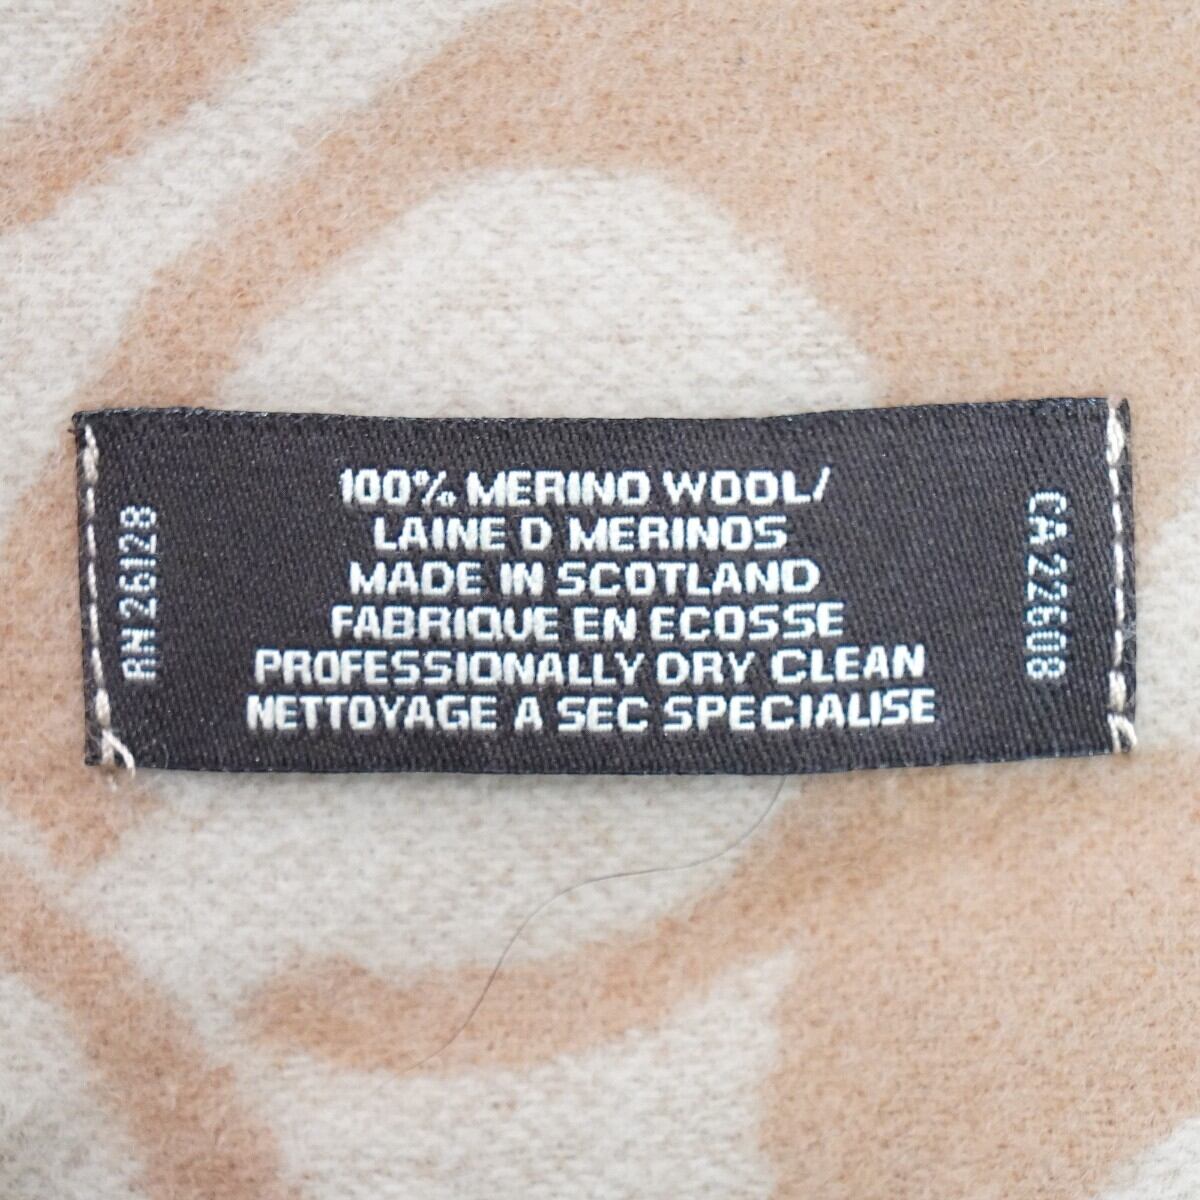 100% MERINO WOOL/
LAINE D MERINOS
MADE IN SCOTLAND
FABRIQUE EN ECOSSE
PROFESSIONALLY DRY CLEAN
NETTOYAGE A SEC SPECIALISE
RN 26128
CA 22608